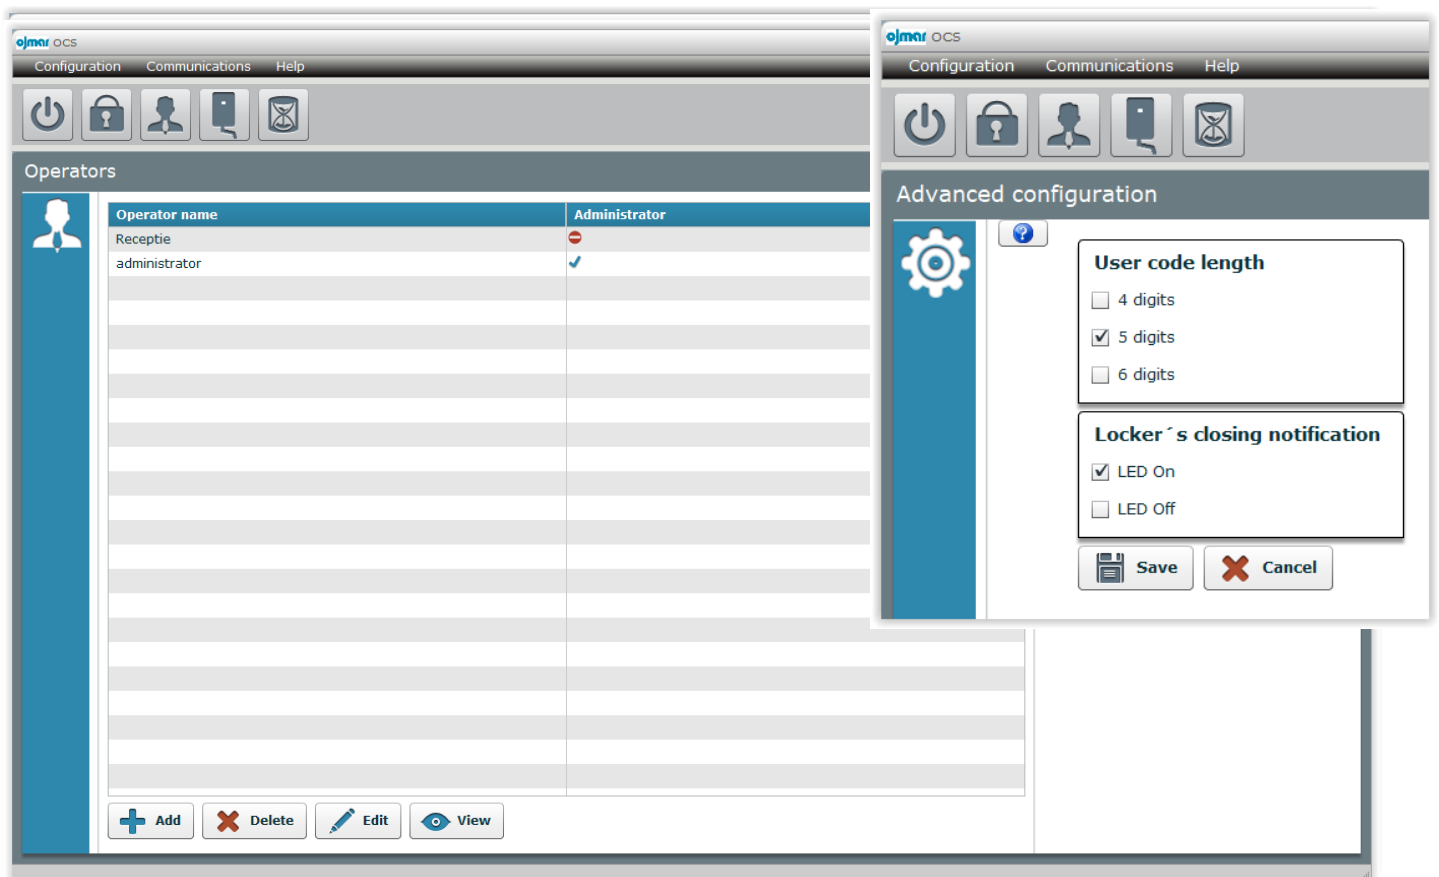 ojmar ocs
Configuration Communications Help
Operators
Operator name Administrator
Receptie
administrator
Add Delete Edit View
ojmar ocs
Configuration Communications Help
Advanced configuration
User code length
4 digits
5 digits
6 digits
Locker´s closing notification
LED On
LED Off
Save Cancel